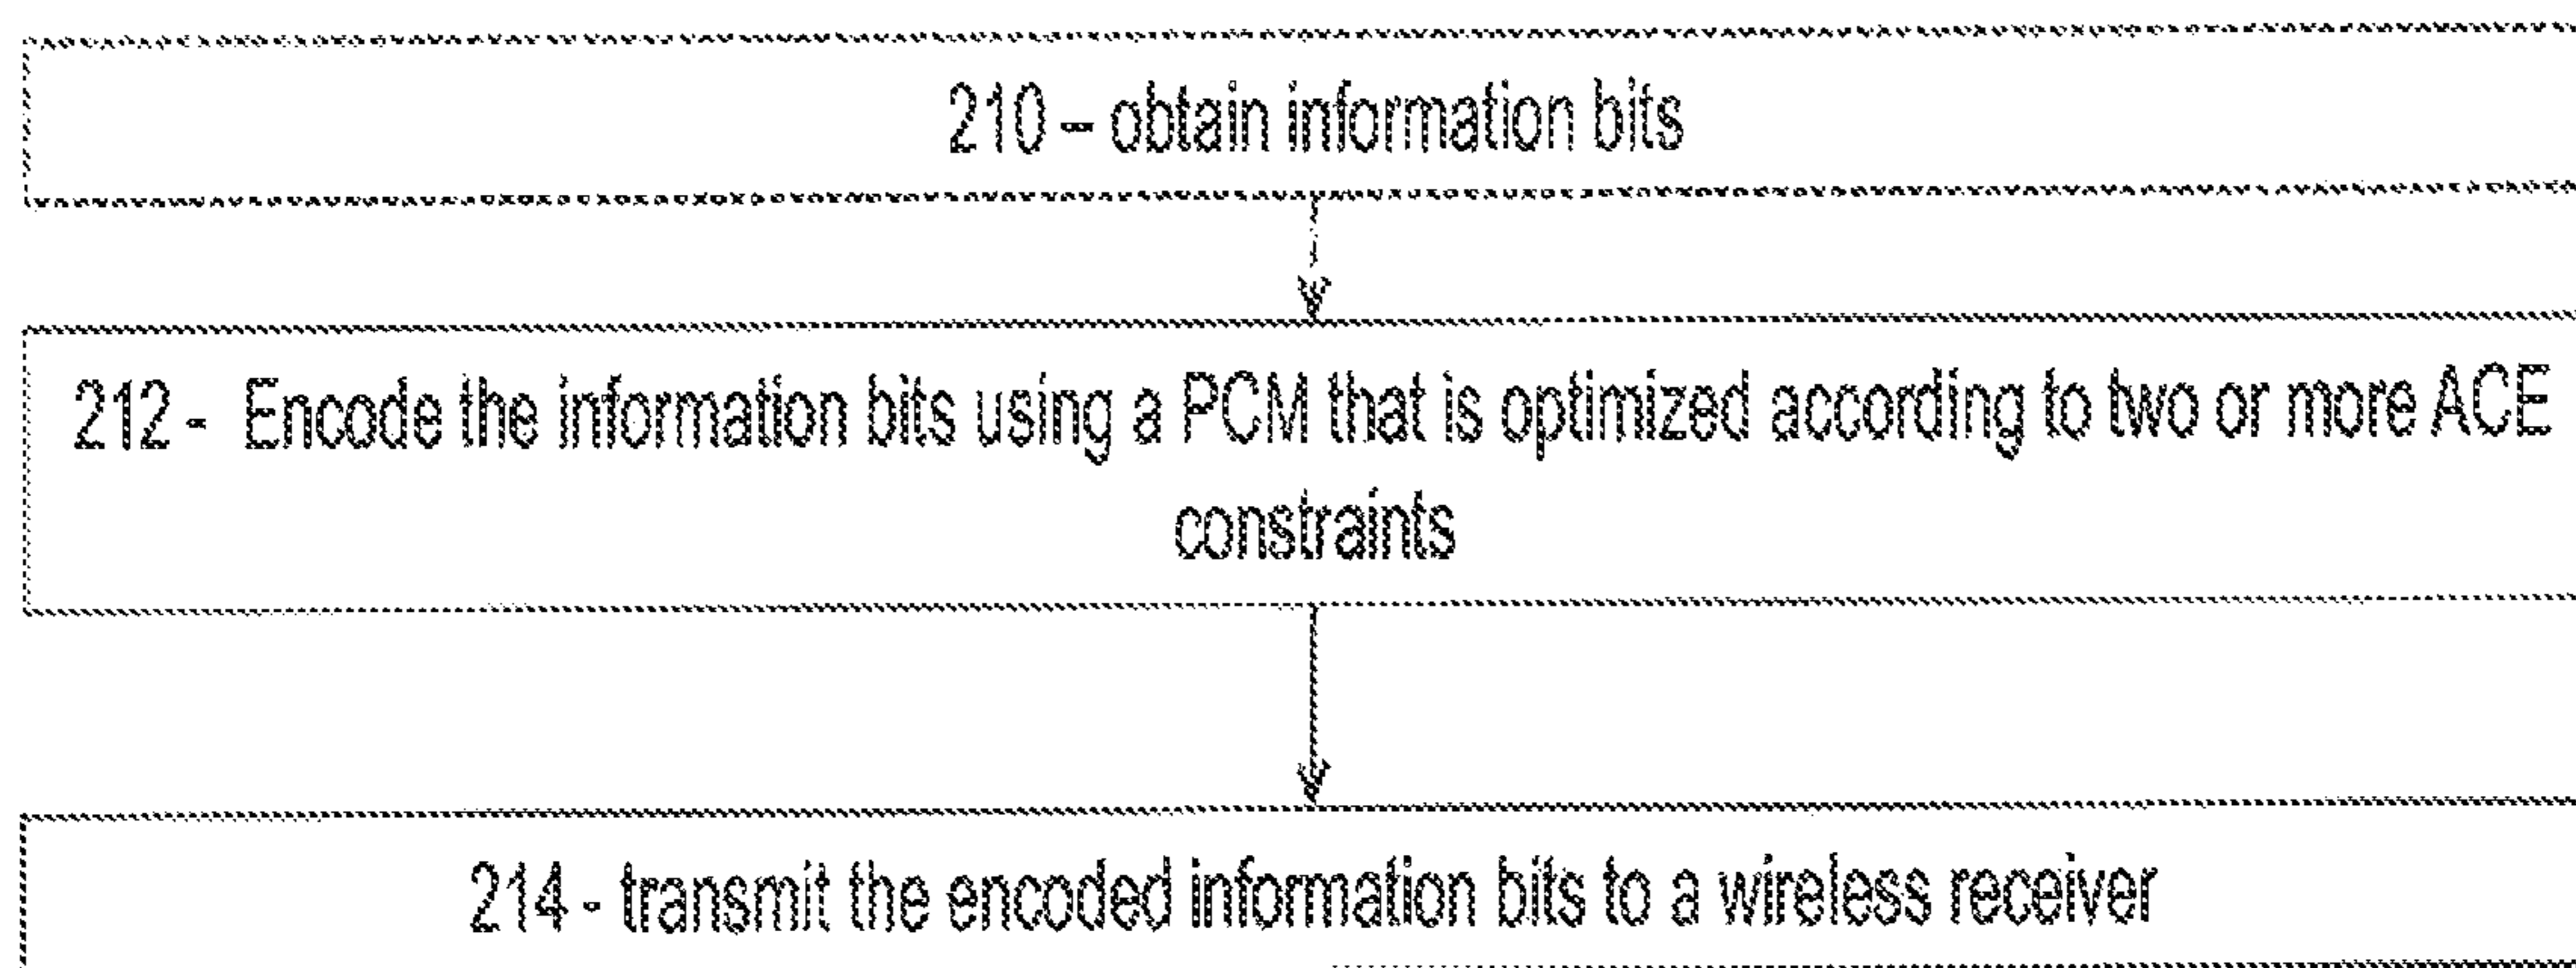 210 – obtain information bits
212 - Encode the information bits using a PCM that is optimized according to two or more ACE
constraints
214 - transmit the encoded information bits to a wireless receiver